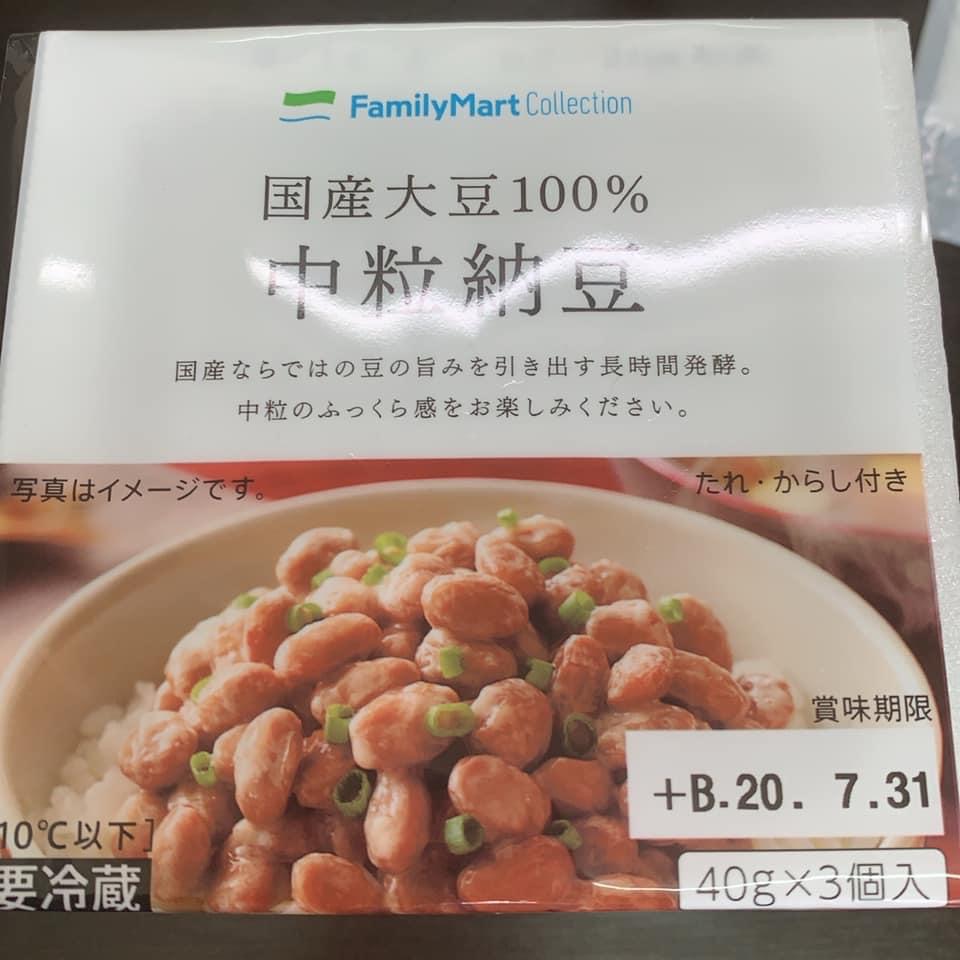 FamilyMart Collection
国産大豆100%
中粒納豆
国産ならではの豆の旨みを引き出す長時間発酵。
中粒のふっくら感をお楽しみください。
写真はイメージです。
たれ・からし付き
賞味期限
+B.20. 7.31
10℃以下]
要冷蔵
40g×3個入